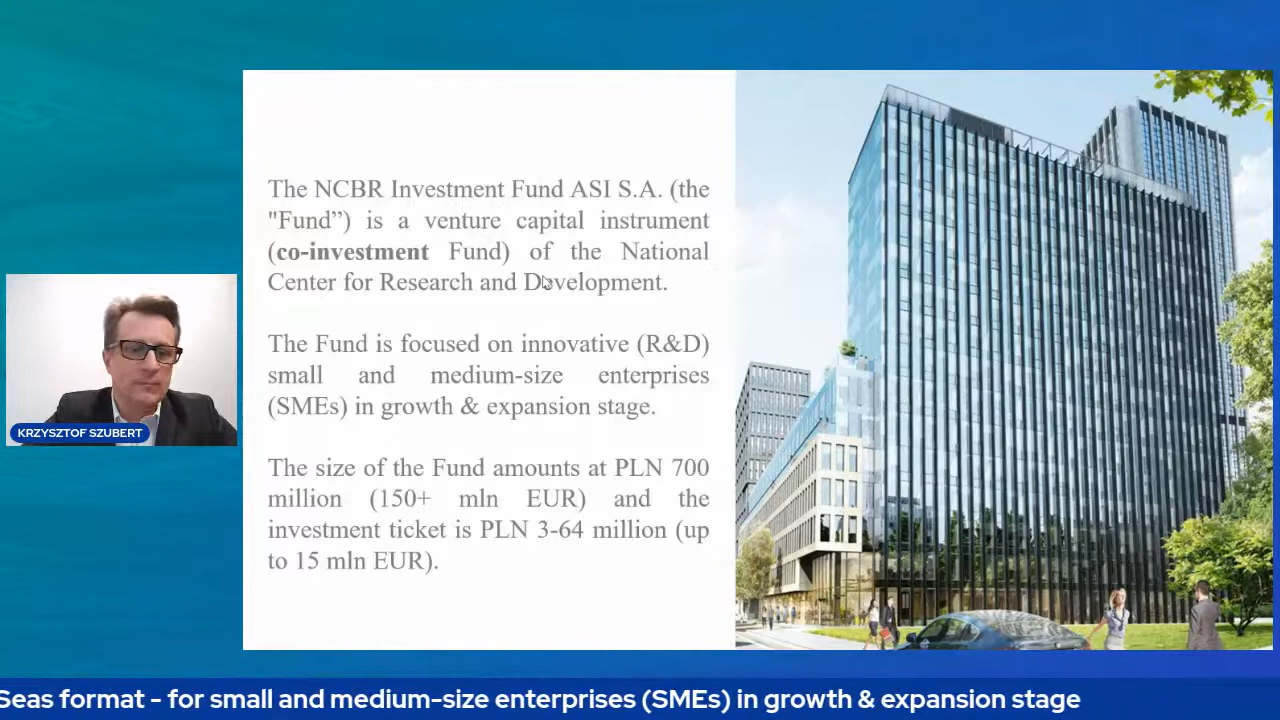 The NCBR Investment Fund ASI S.A. (the
"Fund”) is a venture capital instrument
(co-investment Fund) of the National
Center for Research and Development.
The Fund is focused on innovative (R&D)
small and medium-size enterprises
(SMEs) in growth & expansion stage.
The size of the Fund amounts at PLN 700
million (150+ mln EUR) and the
investment ticket is PLN 3-64 million (up
to 15 mln EUR).
KRZYSZTOF SZUBERT
Seas format - for small and medium-size enterprises (SMEs) in growth & expansion stage